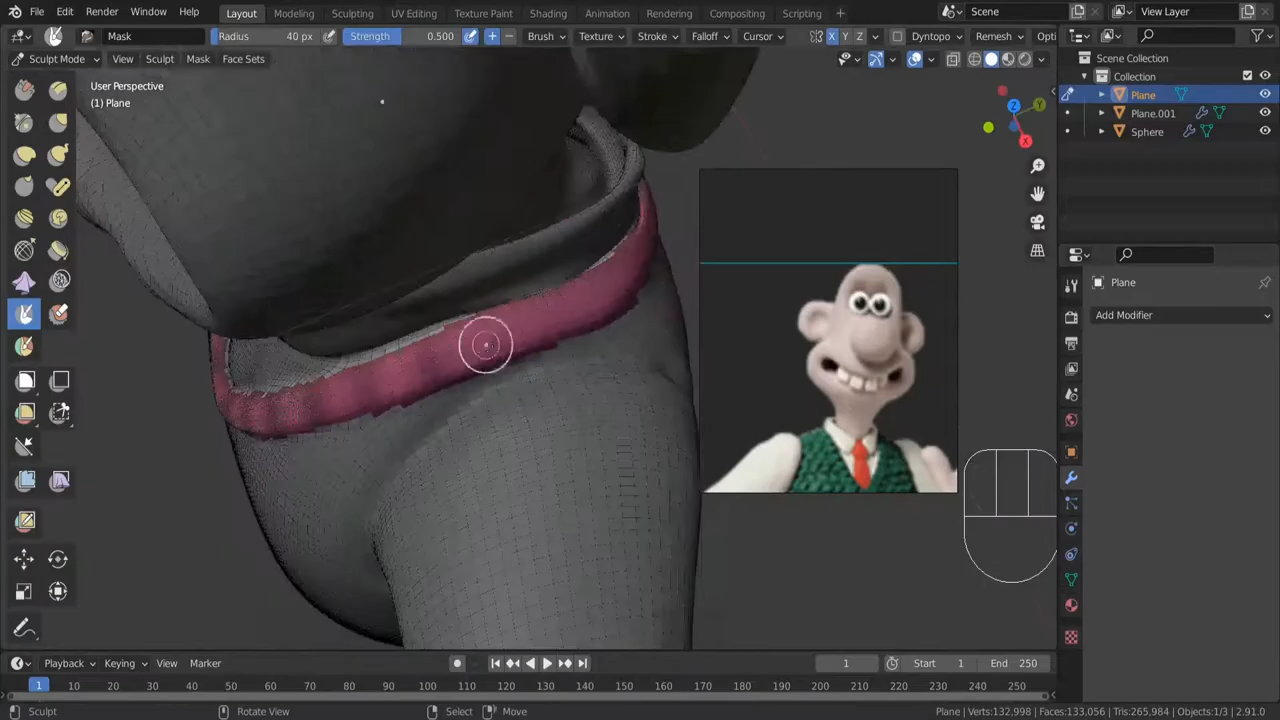 File Edit Render Window Help Layout Modeling Sculpting UV Editing Texture Paint Shading Animation Rendering Compositing Scripting + Scene View Layer
Mask Radius 40 px Strength 0.500 Brush Texture Stroke Falloff Cursor X Y Z Dyntopo Remesh Opti
Sculpt Mode View Sculpt Mask Face Sets
Scene Collection
Collection
Plane
Plane.001
Sphere
User Perspective
(1) Plane
Z Y X
Plane
Add Modifier
Playback Keying View Marker 1 Start 1 End 250
1 10 20 30 40 50 60 70 80 90 100 110 120 130 140 150 160 170 180 190 200 210 220 230 240 250
Sculpt Rotate View Select Move Plane | Verts:132,998 | Faces:133,056 | Tris:265,984 | Objects:1/3 | 2.91.0